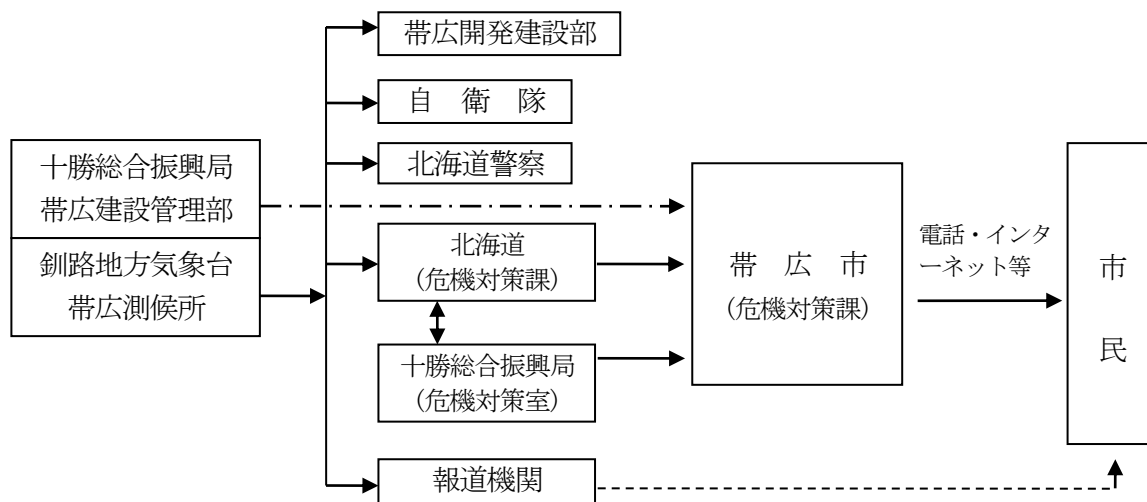 帯広開発建設部
自　衛　隊
北海道警察
十勝総合振興局
帯広建設管理部
釧路地方気象台
帯広測候所
北海道
(危機対策課)
十勝総合振興局
(危機対策室)
報道機関
帯　広　市
(危機対策課)
電話・インタ
ーネット等
市
民